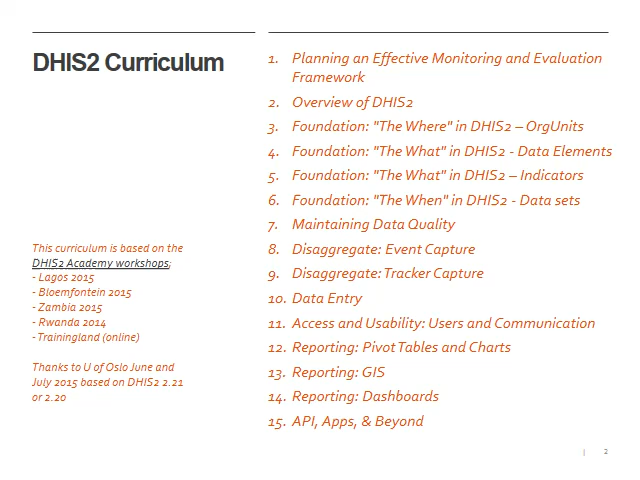 DHIS2 Curriculum
This curriculum is based on the
DHIS2 Academy workshops;
- Lagos 2015
- Bloemfontein 2015
- Zambia 2015
- Rwanda 2014
- Trainingland (online)
Thanks to U of Oslo June and
July 2015 based on DHIS2 2.21
or 2.20
1. Planning an Effective Monitoring and Evaluation
Framework
2. Overview of DHIS2
3. Foundation: "The Where" in DHIS2 – OrgUnits
4. Foundation: "The What" in DHIS2 - Data Elements
5. Foundation: "The What" in DHIS2 – Indicators
6. Foundation: "The When" in DHIS2 - Data sets
7. Maintaining Data Quality
8. Disaggregate: Event Capture
9. Disaggregate: Tracker Capture
10. Data Entry
11. Access and Usability: Users and Communication
12. Reporting: Pivot Tables and Charts
13. Reporting: GIS
14. Reporting: Dashboards
15. API, Apps, & Beyond
| 2